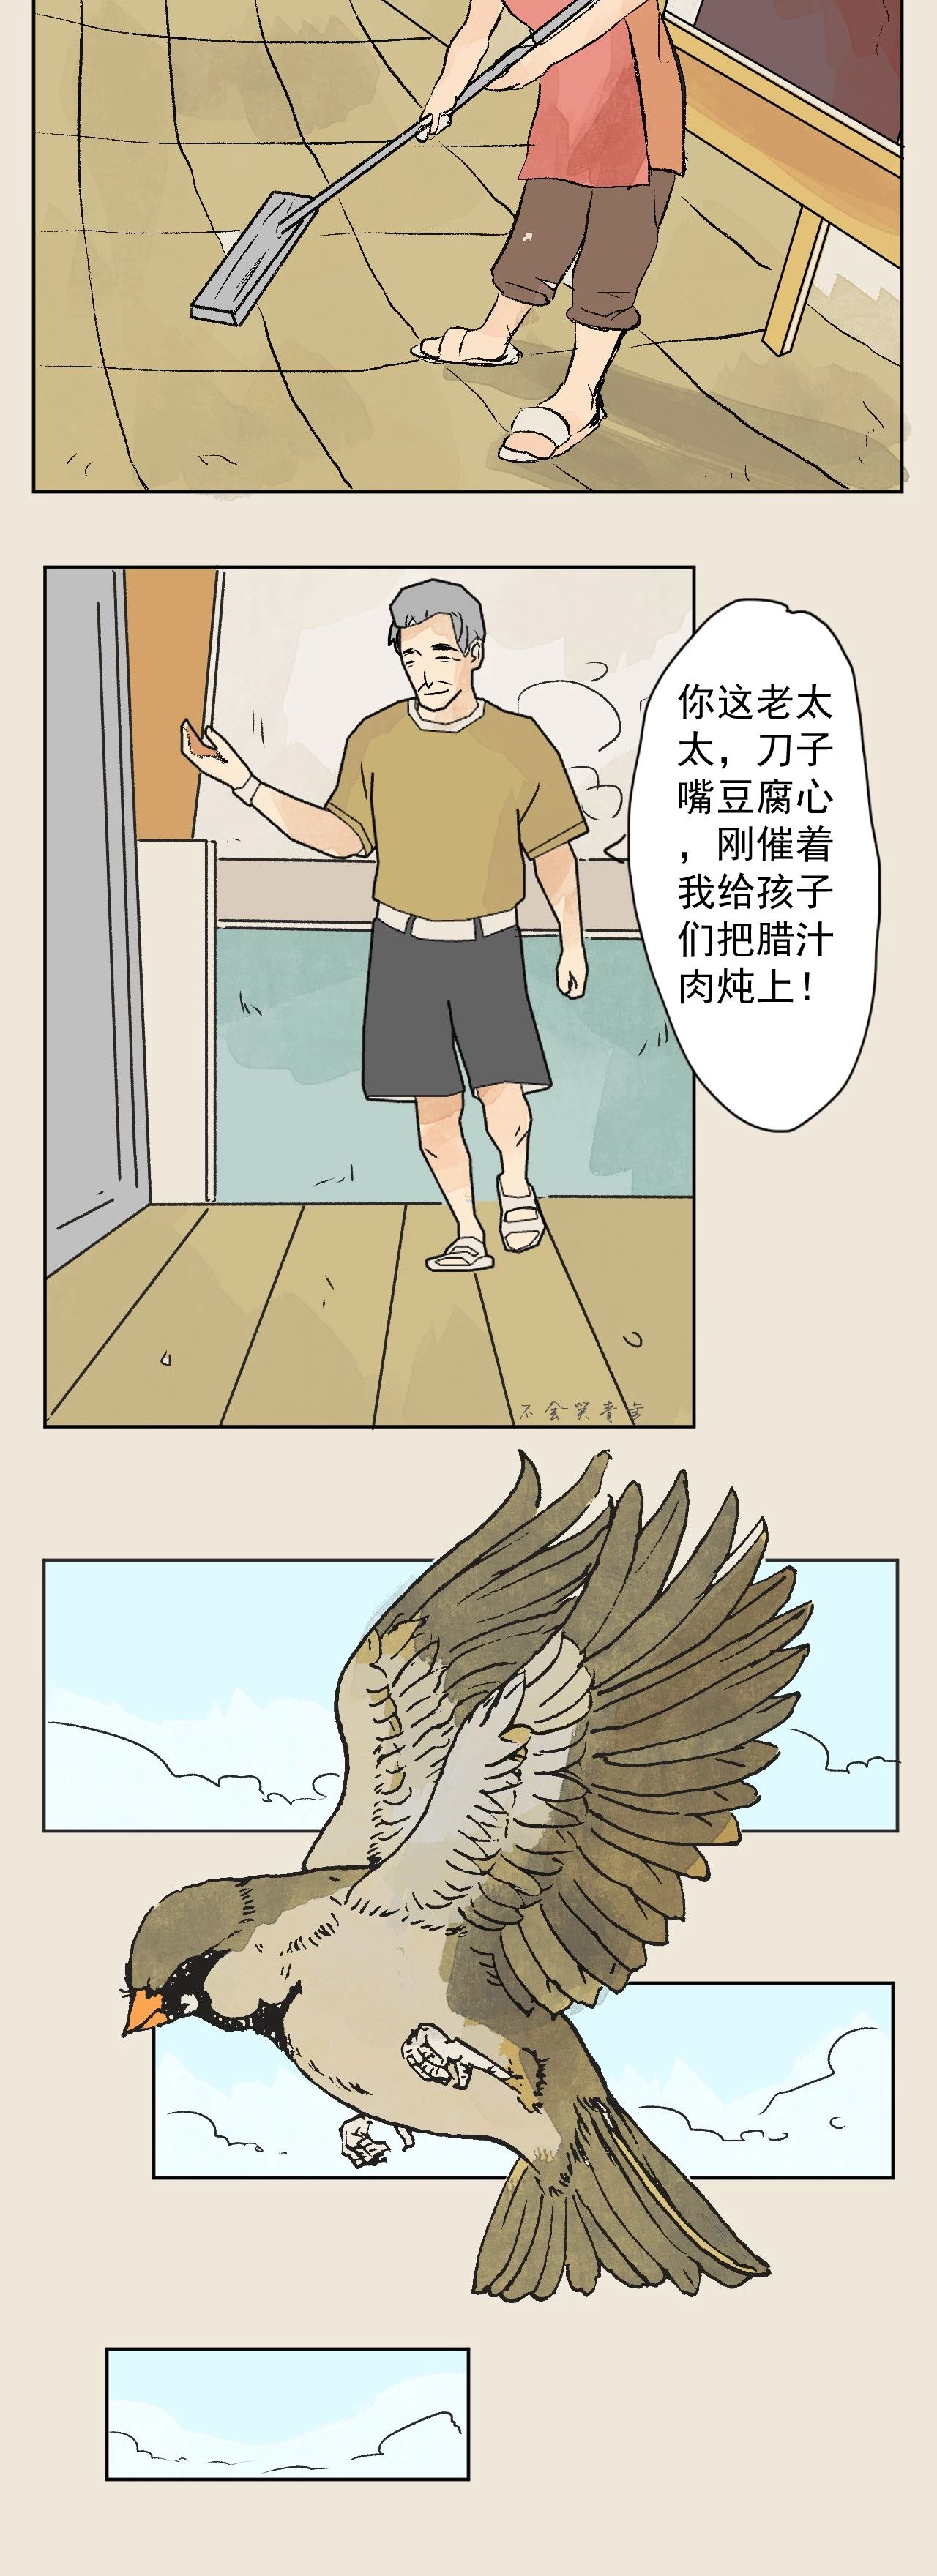 你这老太
太，刀子
嘴豆腐心
，刚催着
我给孩子
们把腊汁
肉炖上！
不会笑青年